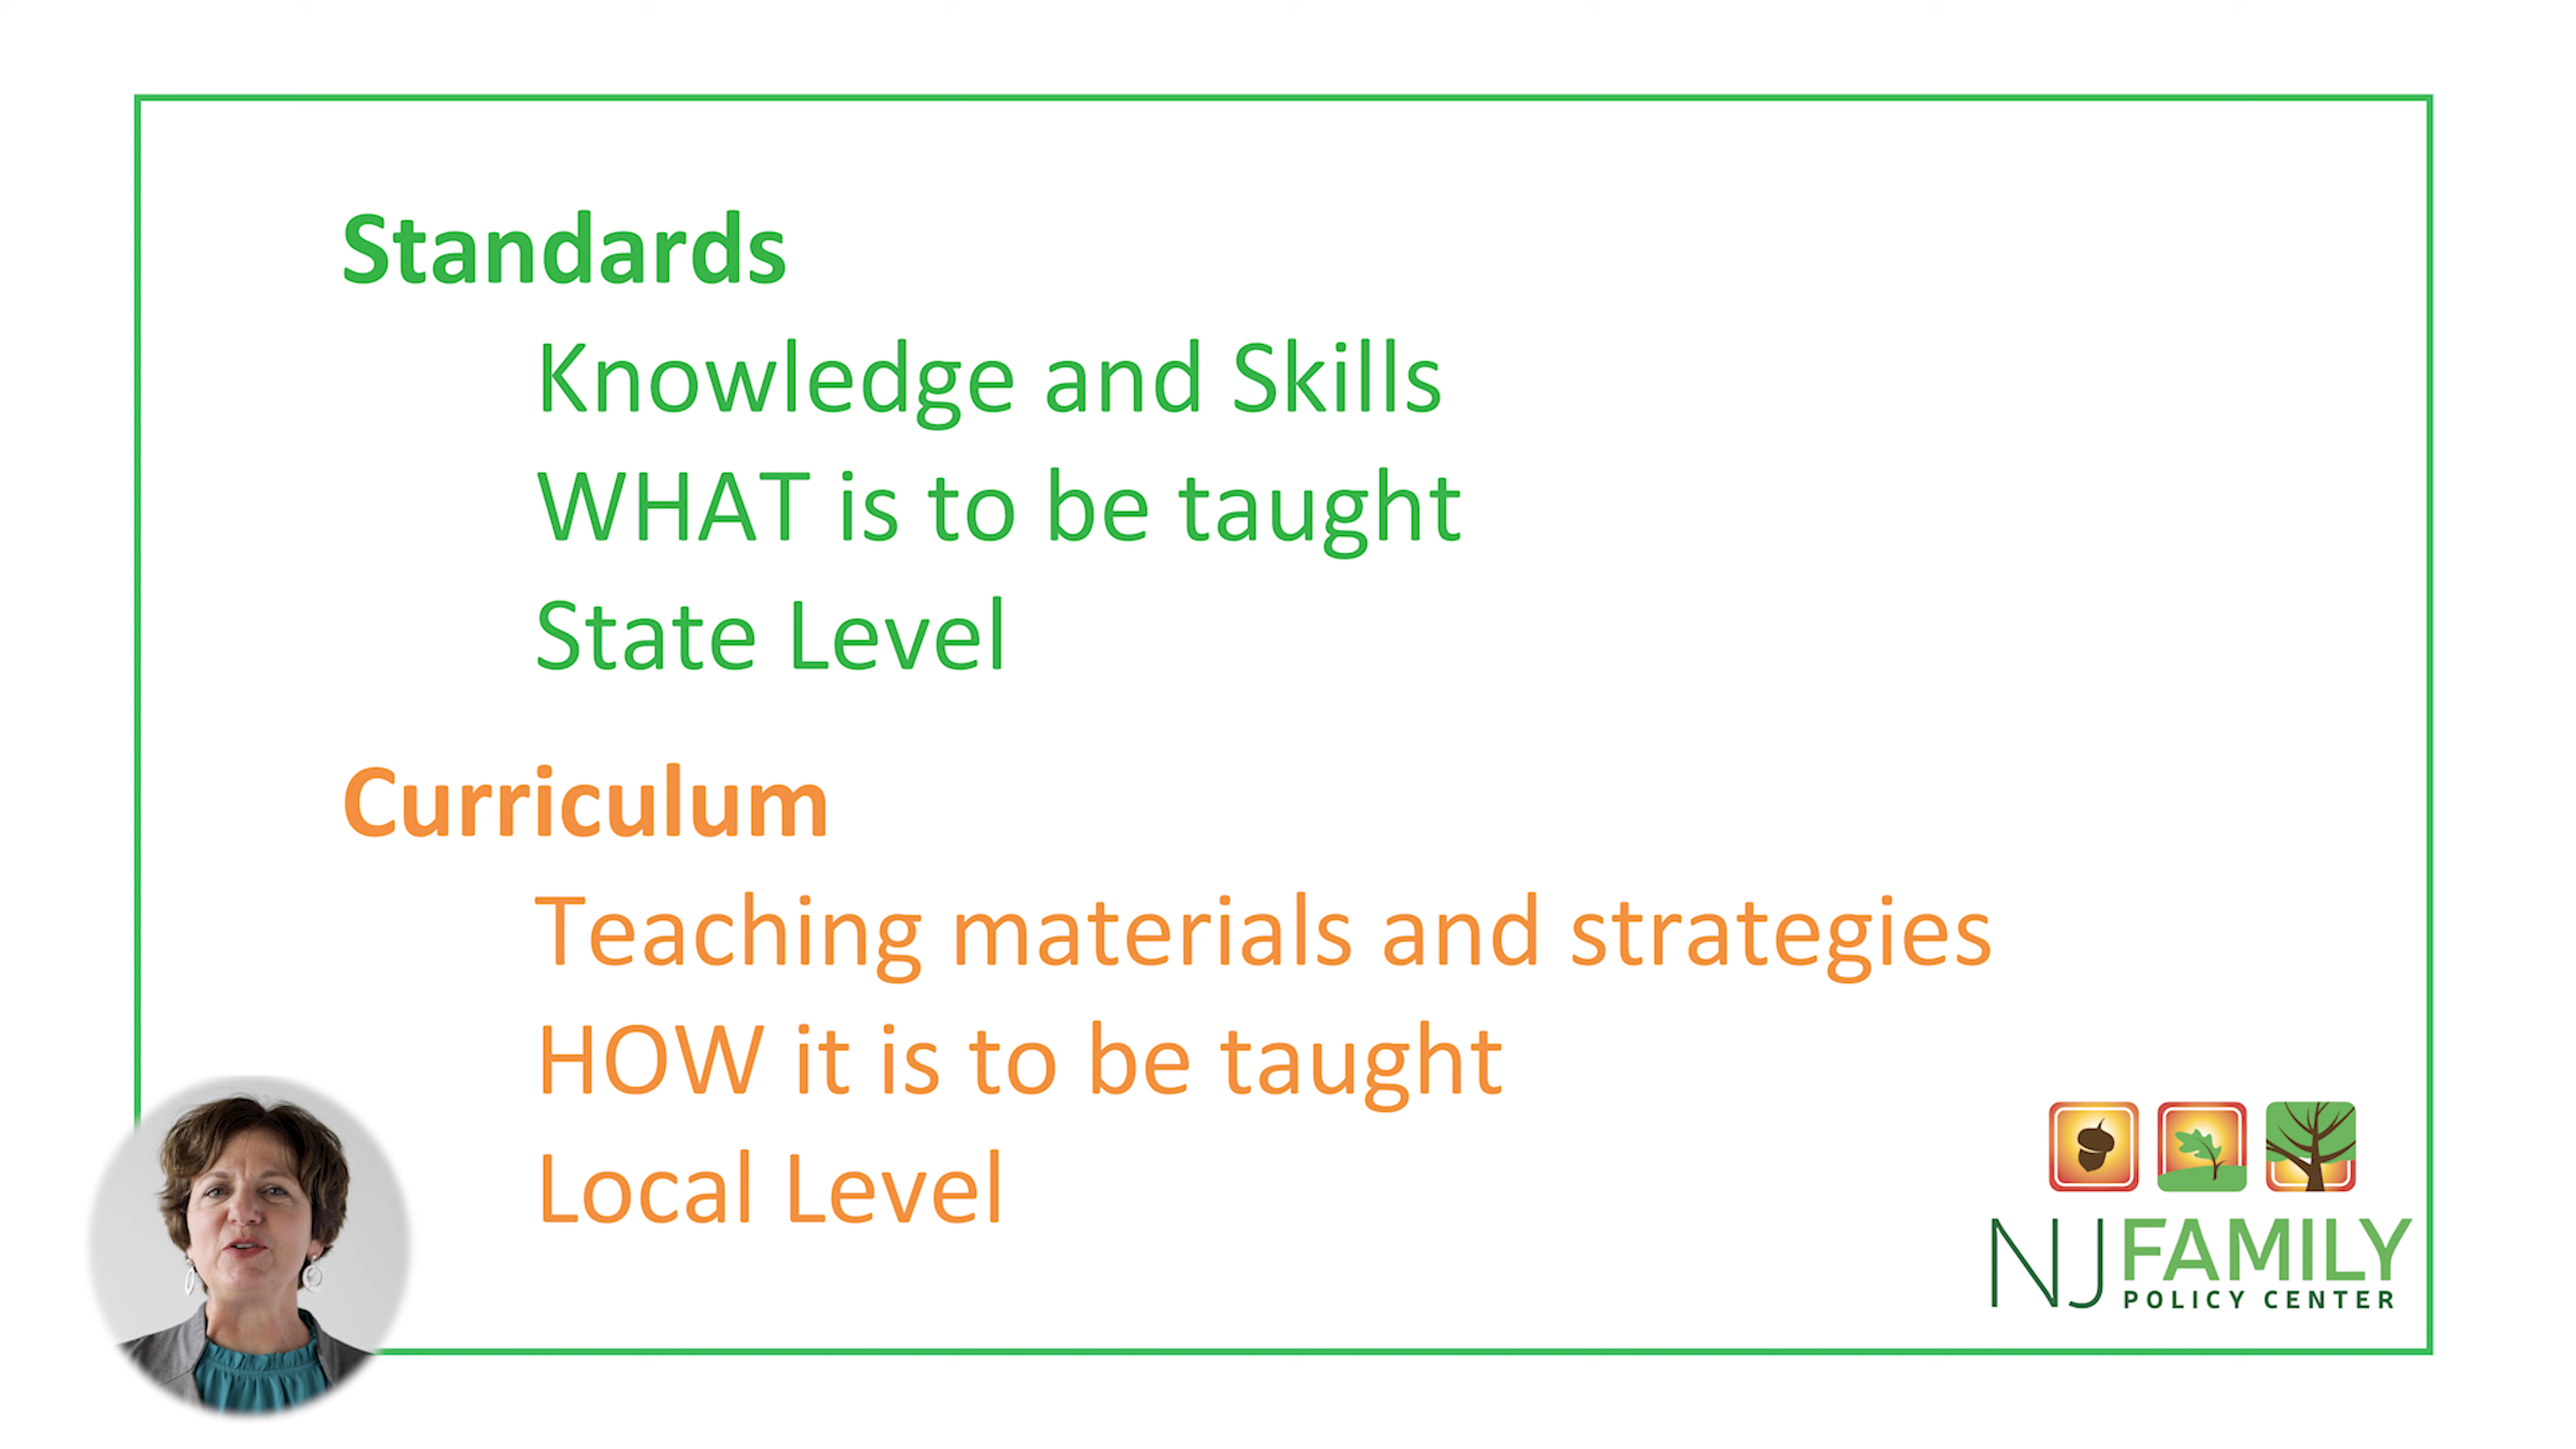 Standards
Knowledge and Skills
WHAT is to be taught
State Level
Curriculum
Teaching materials and strategies
HOW it is to be taught
Local Level
NJ FAMILY
POLICY CENTER